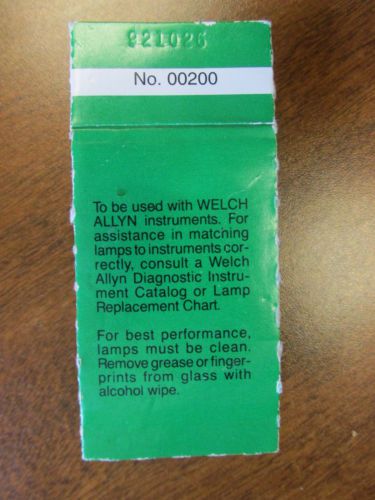 921026
No. 00200
To be used with WELCH
ALLYN instruments. For
assistance in matching
lamps to instruments cor-
rectly, consult a Welch
Allyn Diagnostic Instru-
ment Catalog or Lamp
Replacement Chart.
For best performance,
lamps must be clean.
Remove grease or finger-
prints from glass with
alcohol wipe.